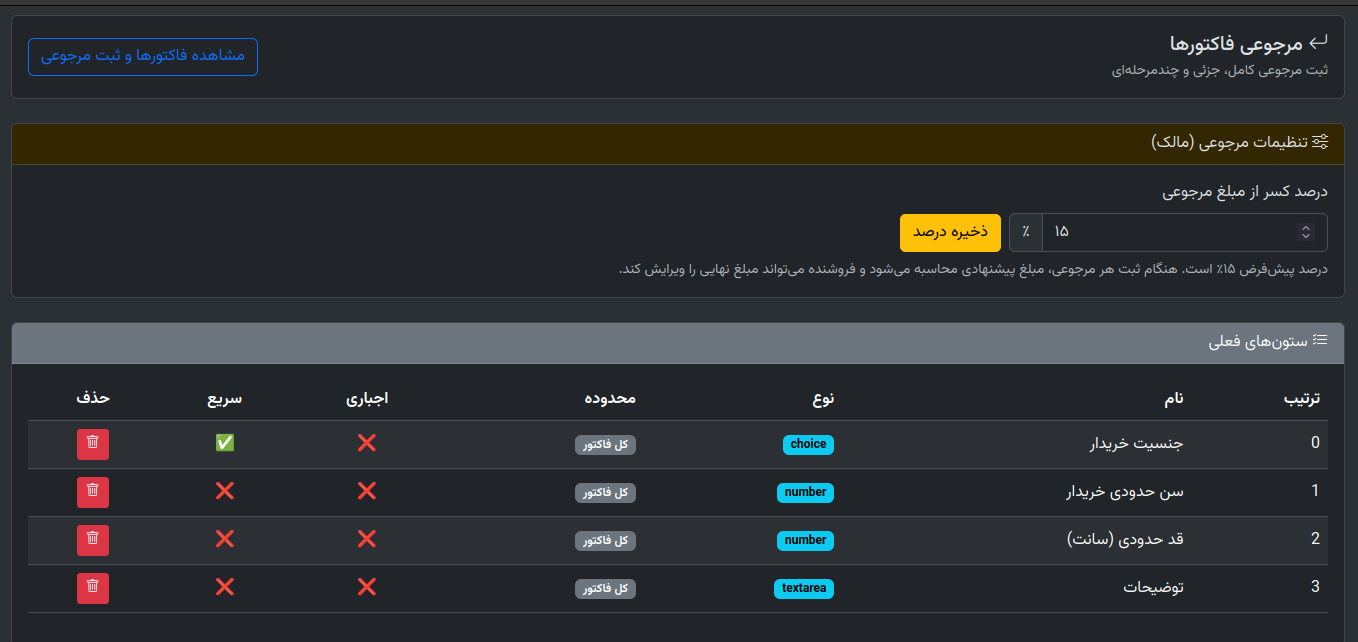 مرجوعی فاکتورها
ثبت مرجوعی کامل، جزئی و چندمرحله‌ای
مشاهده فاکتورها و ثبت مرجوعی
تنظیمات مرجوعی (مالک)
درصد کسر از مبلغ مرجوعی
۱۵ ٪ ذخیره درصد
درصد پیش‌فرض ۱۵٪ است. هنگام ثبت هر مرجوعی، مبلغ پیشنهادی محاسبه می‌شود و فروشنده می‌تواند مبلغ نهایی را ویرایش کند.
ستون‌های فعلی
ترتیب نام نوع محدوده اجباری سریع حذف
0 جنسیت خریدار choice کل فاکتور ❌ ✅
1 سن حدودی خریدار number کل فاکتور ❌ ❌
2 قد حدودی (سانت) number کل فاکتور ❌ ❌
3 توضیحات textarea کل فاکتور ❌ ❌